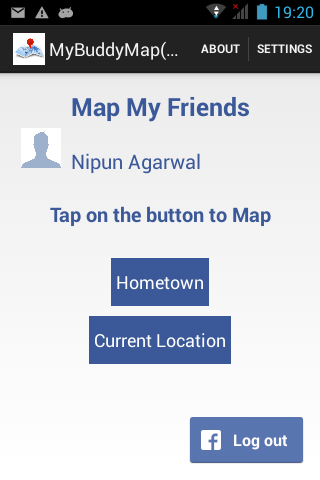 19:20
MyBuddyMap(... ABOUT SETTINGS
Map My Friends
Nipun Agarwal
Tap on the button to Map
Hometown
Current Location
Log out